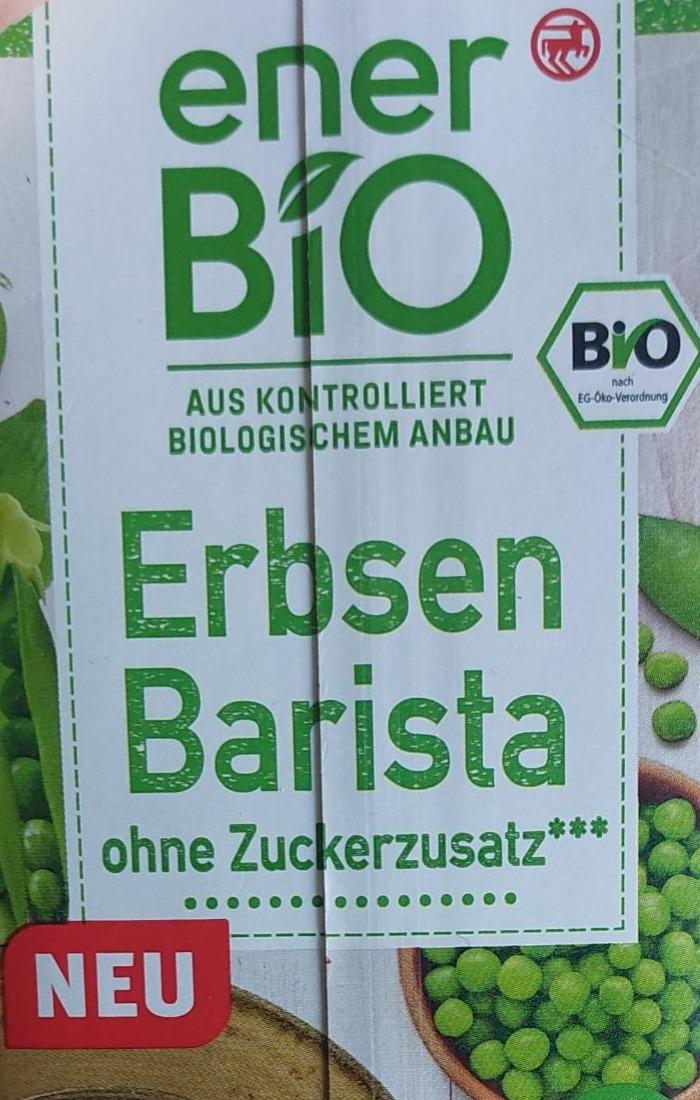 ener
BiO
AUS KONTROLLIERT
BIOLOGISCHEM ANBAU
BiO
nach
EG-Öko-Verordnung
Erbsen
Barista
ohne Zuckerzusatz***
NEU